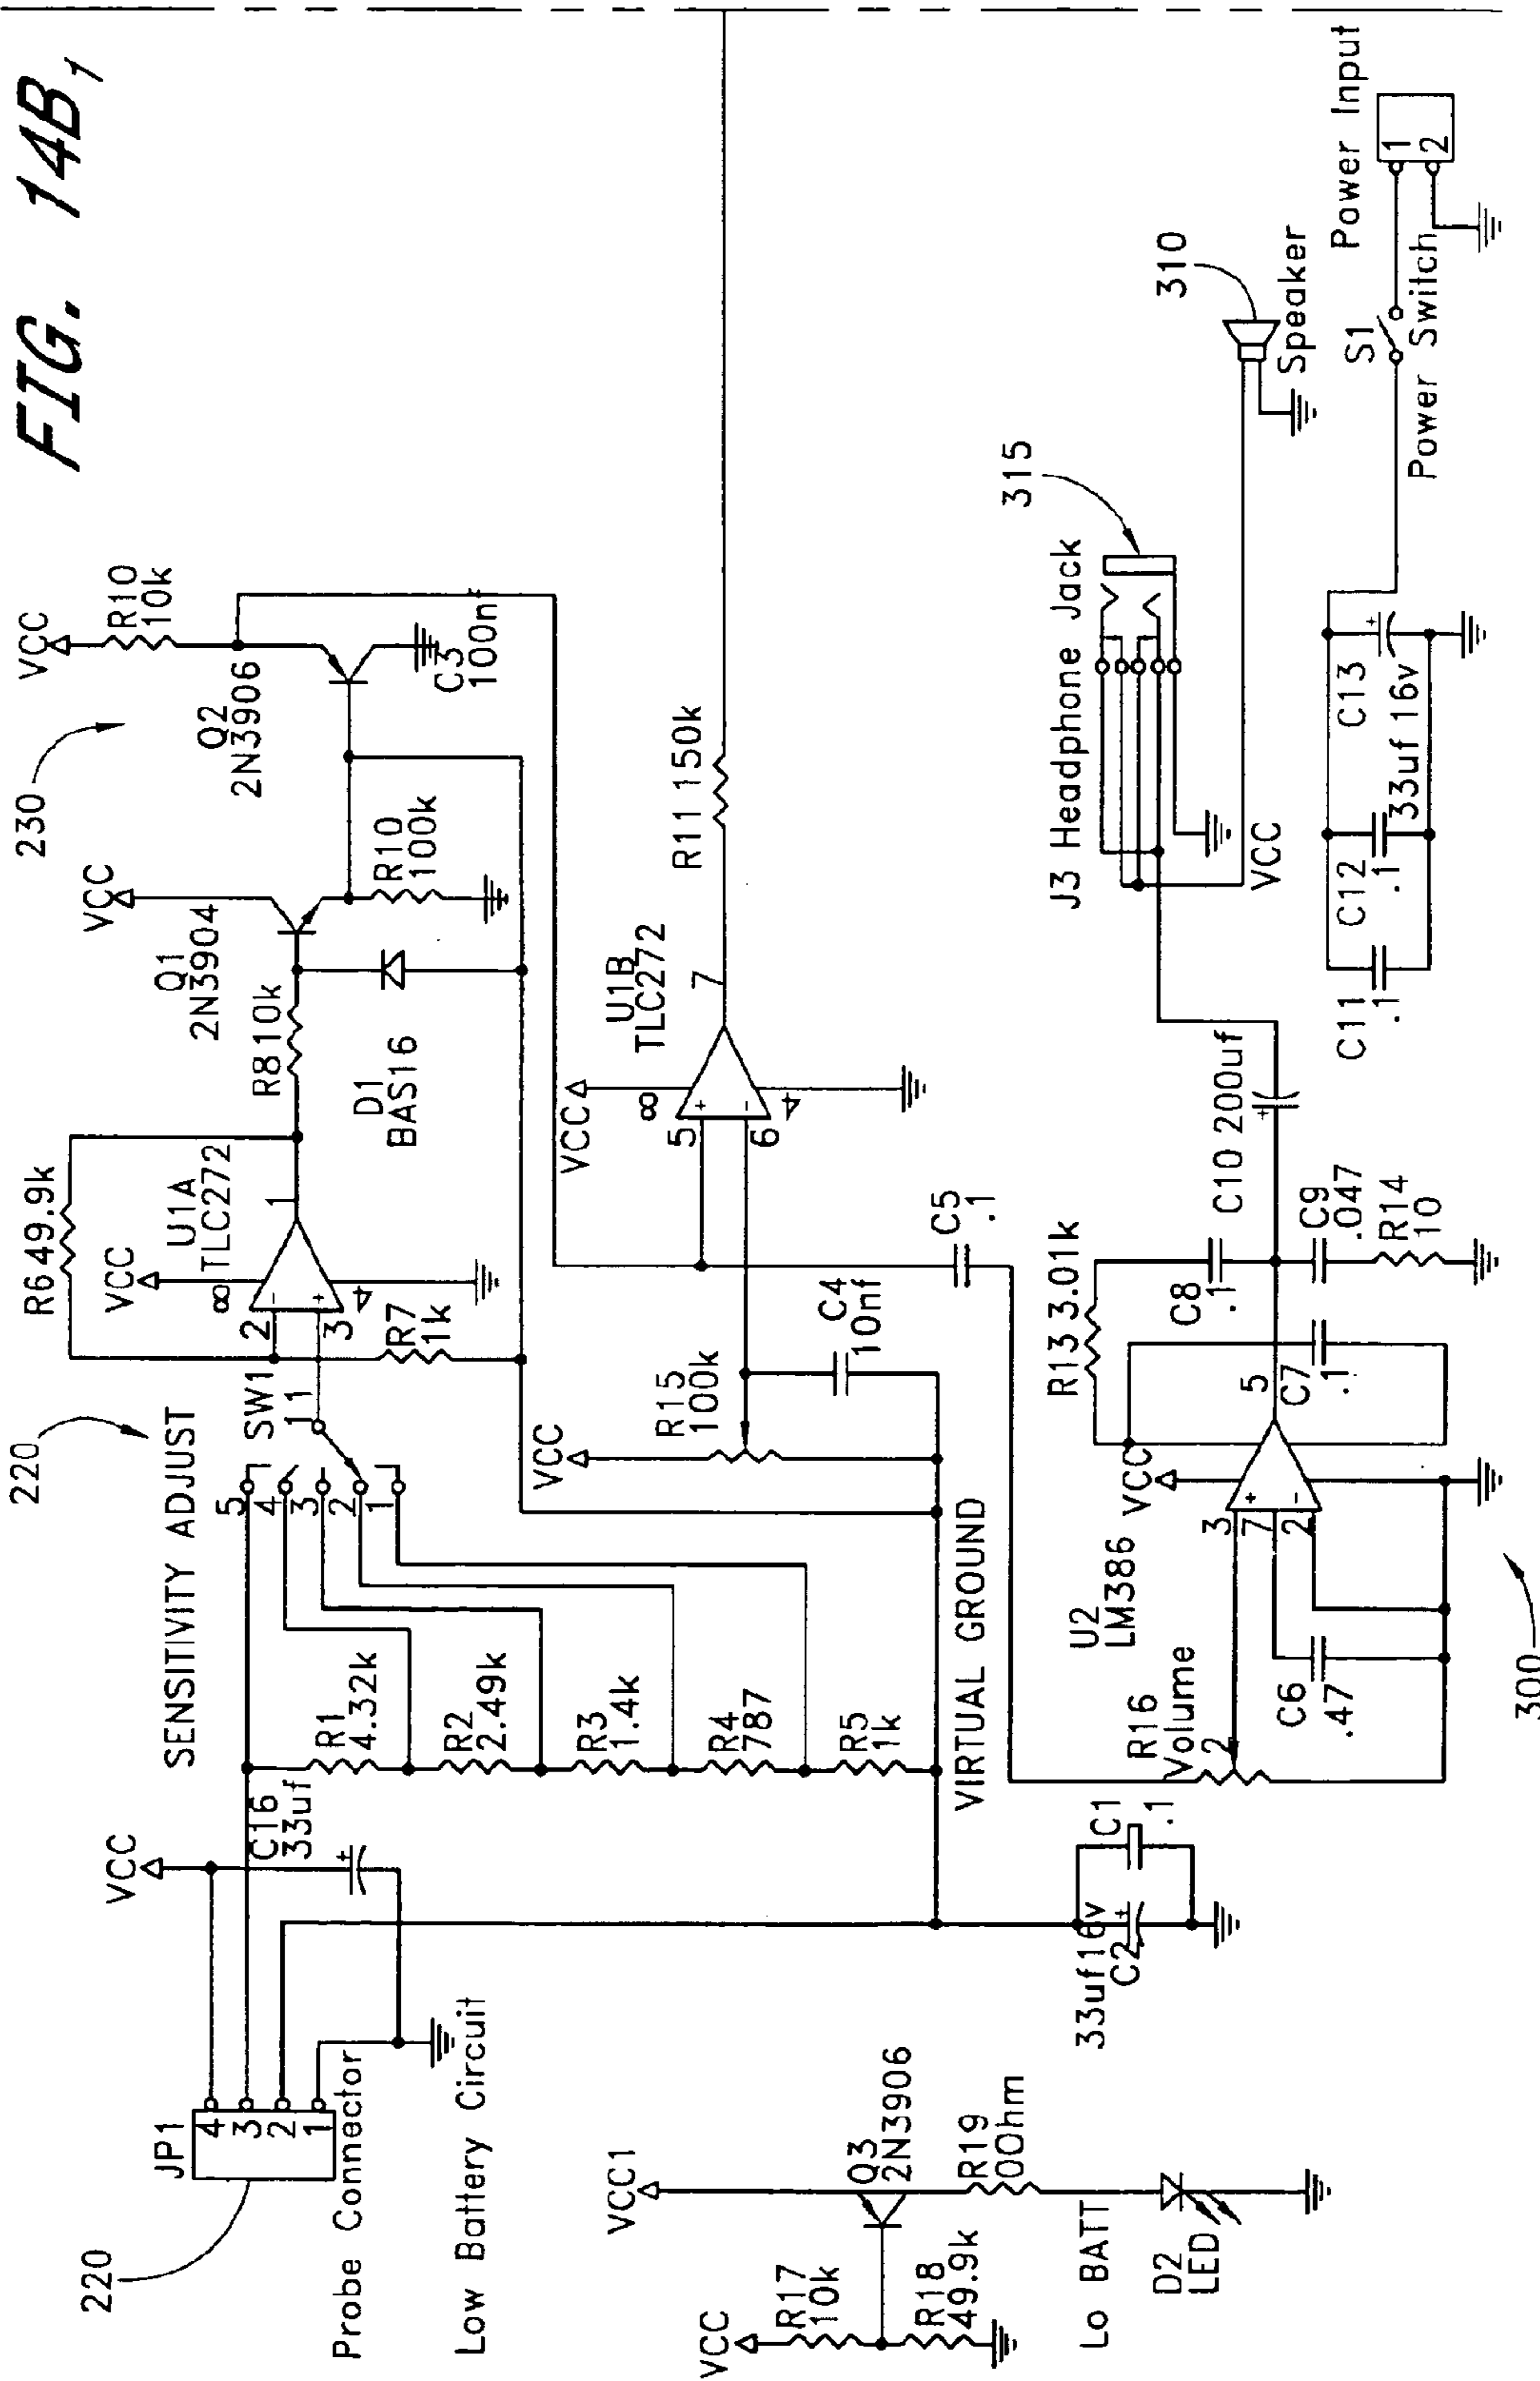 FIG. 14B1
220
230
SENSITIVITY ADJUST
JP1
4
3
2
1
220
Probe Connector
VCC
C16
33uf
R1
4.32k
R2
2.49k
R3
1.4k
R4
787
R5
1k
5
4
3
2
1
SW1
11
R6 49.9k
VCC
8
U1A
TLC272
2
3
-
+
4
1
R7
1k
R8 10k
D1
BAS16
Q1
2N3904
VCC
R10
100k
Q2
2N3906
VCC
R10
10k
C3
100nf
VIRTUAL GROUND
VCC
R15
100k
C4
10nf
C5
.1
VCC
8
U1B
TLC272
5
6
+
-
4
7
R11 150k
Low Battery Circuit
VCC1
VCC
R17
10k
R18
49.9k
Q3
2N3906
R19
0Ohm
Lo BATT
D2
LED
33uf16v
C2
C1
.1
R16
Volume
2
C6
.47
U2
LM386
VCC
3
7
2
+
-
5
R13 3.01k
C8
.1
C7
.1
C9
.047
R14
10
C10 200uf
300
J3 Headphone Jack
315
VCC
310
Speaker
C11
.1
C12
.1
C13
33uf 16v
S1
Power Switch
Power Input
1
2